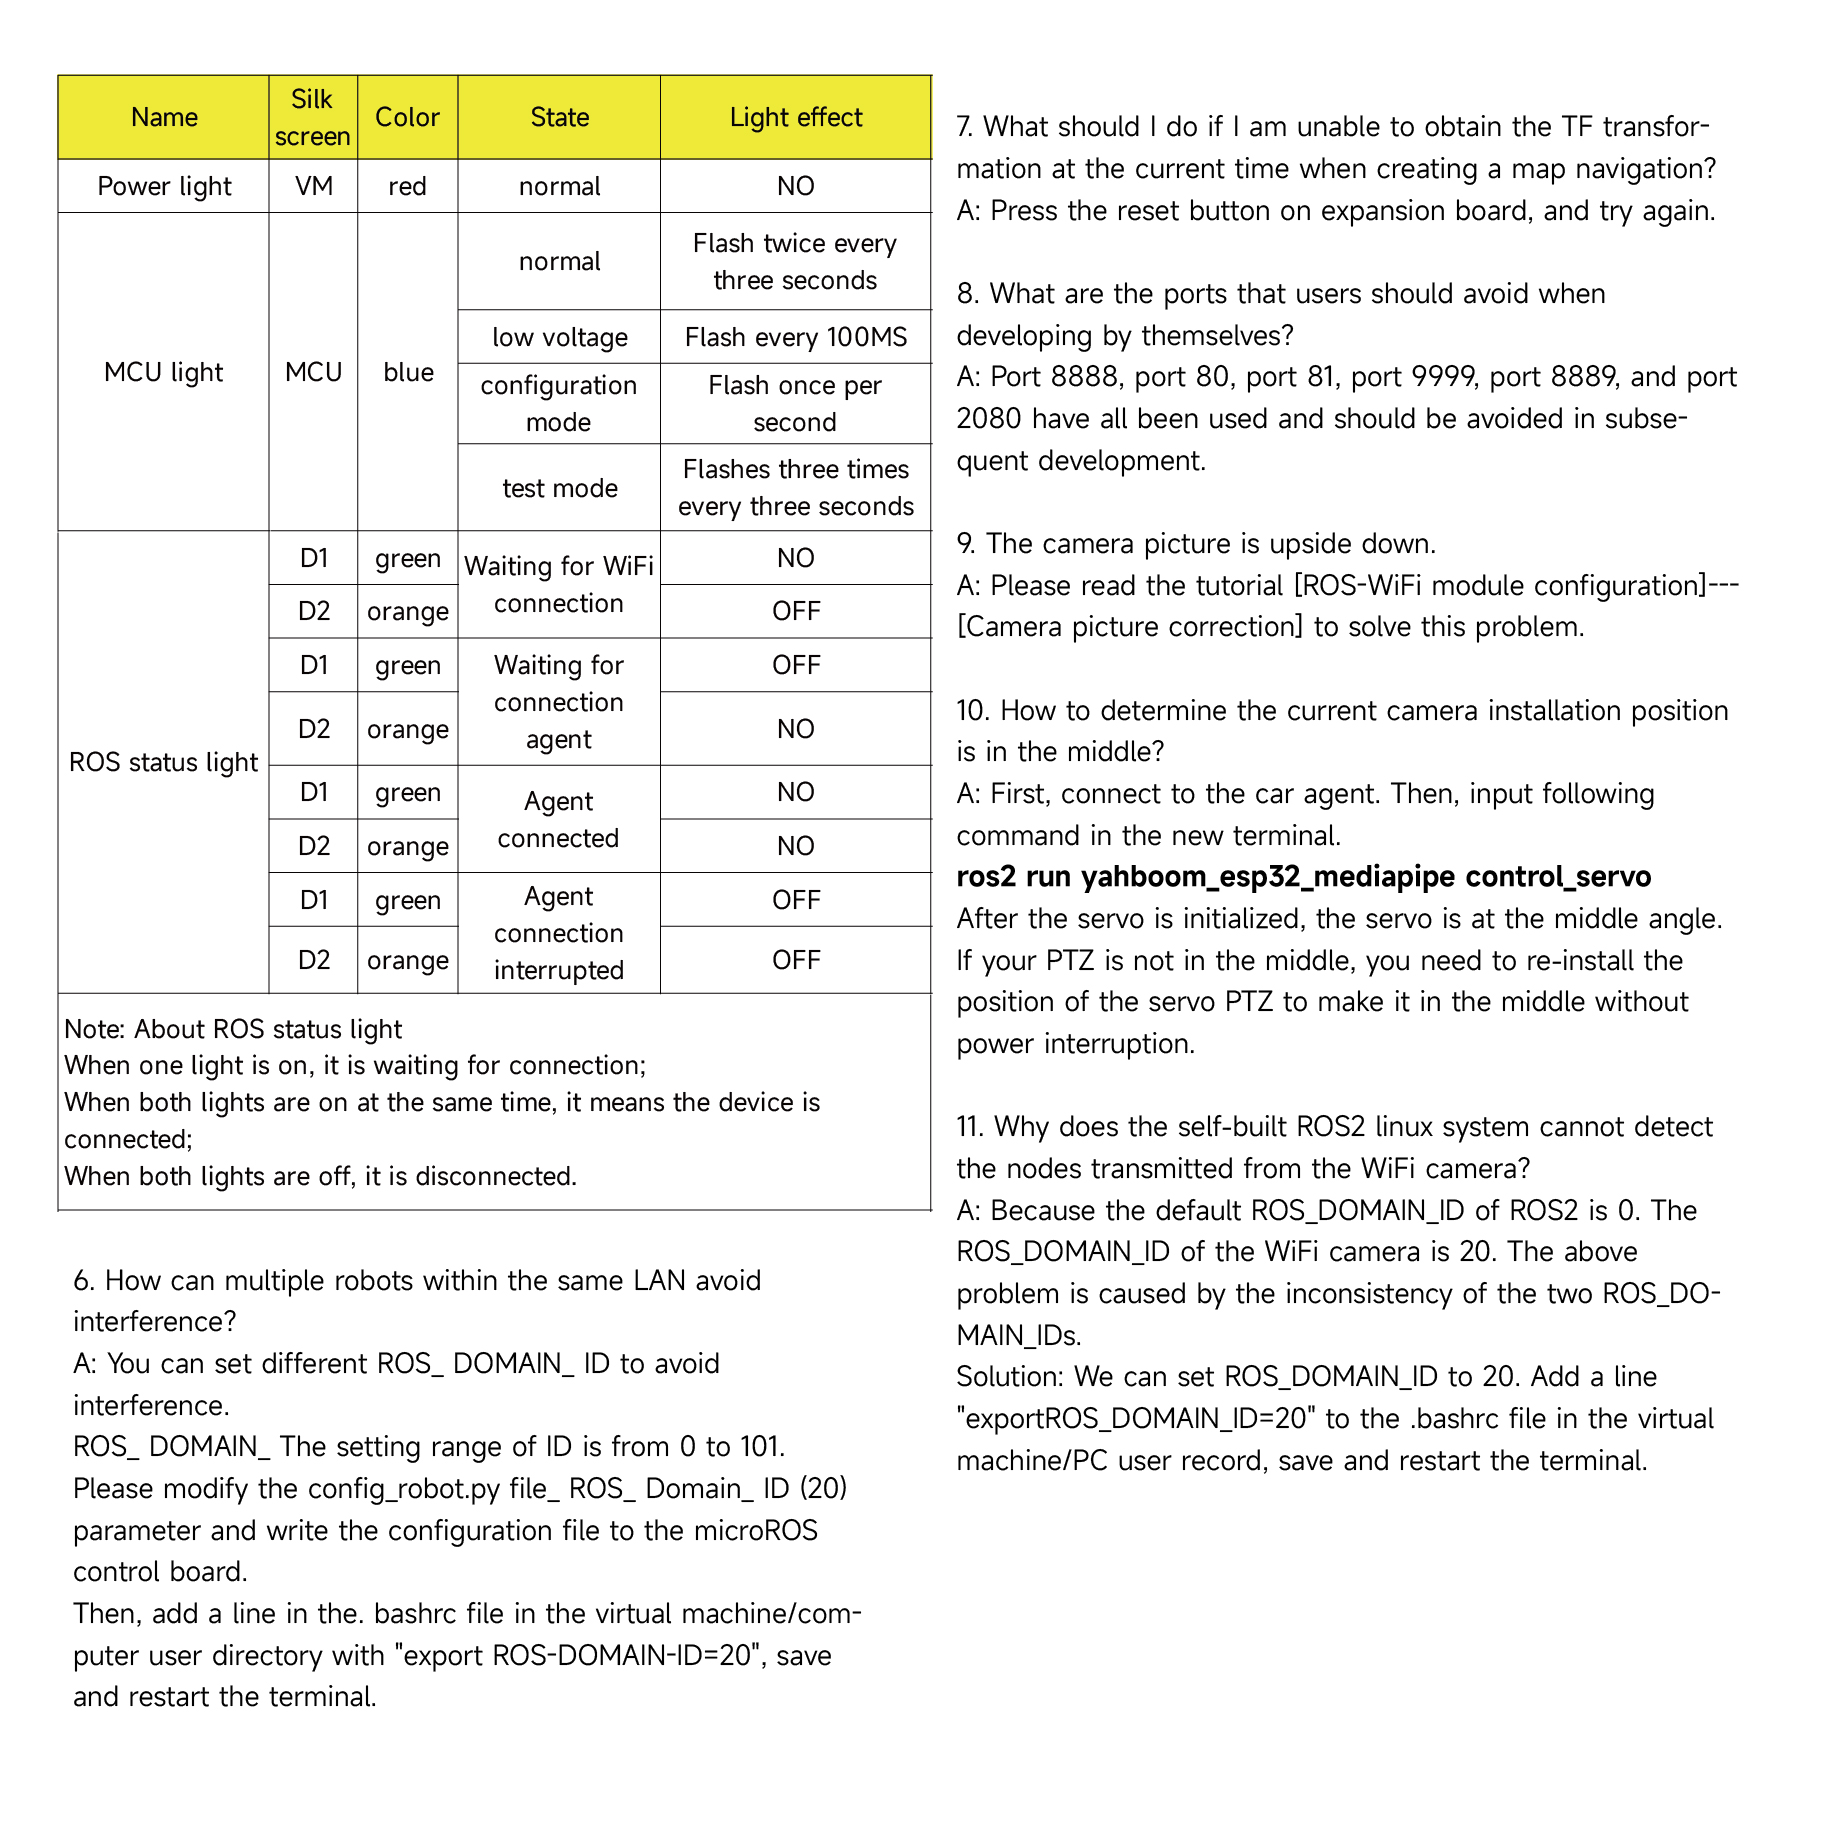 Name Silk screen Color State Light effect
Power light VM red normal NO
MCU light MCU blue normal Flash twice every three seconds
low voltage Flash every 100MS
configuration mode Flash once per second
test mode Flashes three times every three seconds
ROS status light D1 green Waiting for WiFi connection NO
D2 orange OFF
D1 green Waiting for connection agent OFF
D2 orange NO
D1 green Agent connected NO
D2 orange NO
D1 green Agent connection interrupted OFF
D2 orange OFF
Note: About ROS status light
When one light is on, it is waiting for connection;
When both lights are on at the same time, it means the device is
connected;
When both lights are off, it is disconnected.
6. How can multiple robots within the same LAN avoid
interference?
A: You can set different ROS_ DOMAIN_ ID to avoid
interference.
ROS_ DOMAIN_ The setting range of ID is from 0 to 101.
Please modify the config_robot.py file_ ROS_ Domain_ ID (20)
parameter and write the configuration file to the microROS
control board.
Then, add a line in the. bashrc file in the virtual machine/com-
puter user directory with "export ROS-DOMAIN-ID=20", save
and restart the terminal.
7. What should I do if I am unable to obtain the TF transfor-
mation at the current time when creating a map navigation?
A: Press the reset button on expansion board, and try again.
8. What are the ports that users should avoid when
developing by themselves?
A: Port 8888, port 80, port 81, port 9999, port 8889, and port
2080 have all been used and should be avoided in subse-
quent development.
9. The camera picture is upside down.
A: Please read the tutorial [ROS-WiFi module configuration]---
[Camera picture correction] to solve this problem.
10. How to determine the current camera installation position
is in the middle?
A: First, connect to the car agent. Then, input following
command in the new terminal.
ros2 run yahboom_esp32_mediapipe control_servo
After the servo is initialized, the servo is at the middle angle.
If your PTZ is not in the middle, you need to re-install the
position of the servo PTZ to make it in the middle without
power interruption.
11. Why does the self-built ROS2 linux system cannot detect
the nodes transmitted from the WiFi camera?
A: Because the default ROS_DOMAIN_ID of ROS2 is 0. The
ROS_DOMAIN_ID of the WiFi camera is 20. The above
problem is caused by the inconsistency of the two ROS_DO-
MAIN_IDs.
Solution: We can set ROS_DOMAIN_ID to 20. Add a line
"exportROS_DOMAIN_ID=20" to the .bashrc file in the virtual
machine/PC user record, save and restart the terminal.